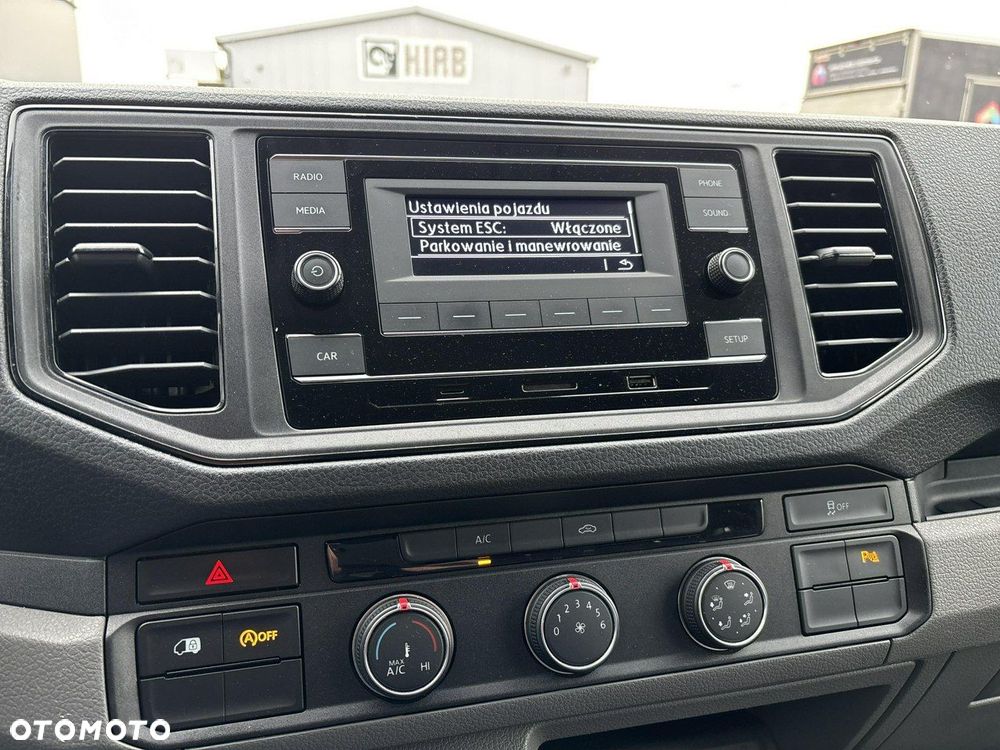 HIAB
RADIO
MEDIA
PHONE
SOUND
Ustawienia pojazdu
System ESC: Włączone
Parkowanie i manewrowanie
CAR
SETUP
A/C
OFF
OFF
MAX
A/C
HI
0 1 2 3 4 5 6
OTOMOTO